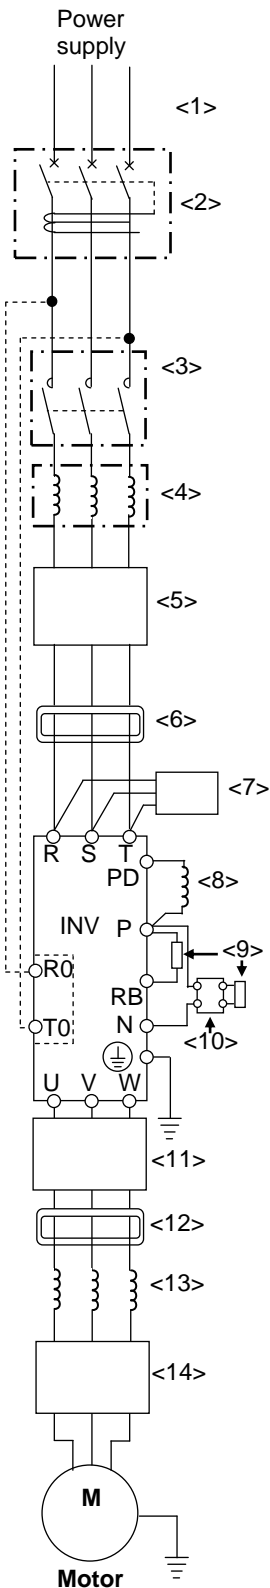 Power
supply
<1>
<2>
<3>
<4>
<5>
<6>
<7>
R S T
PD
<8>
INV P
<9>
R0
RB
<10>
T0
N
U V W
<11>
<12>
<13>
<14>
M
Motor